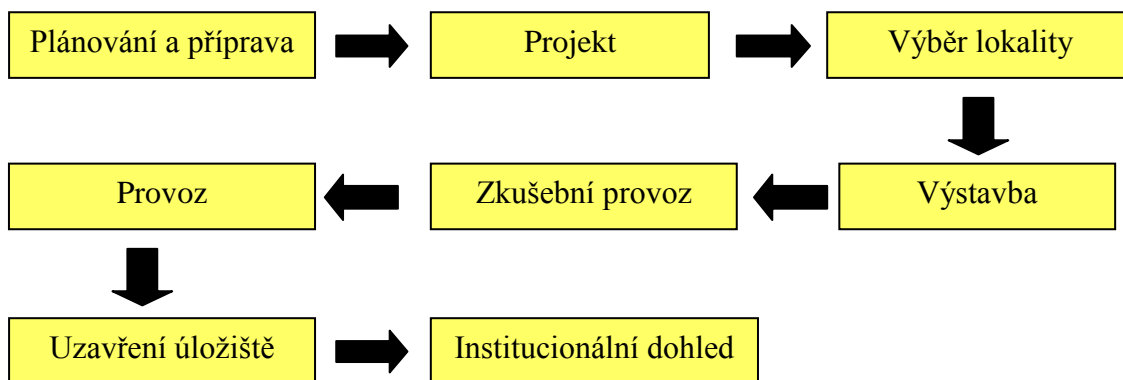 Plánování a příprava
Projekt
Výběr lokality
Výstavba
Zkušební provoz
Provoz
Uzavření úložiště
Institucionální dohled